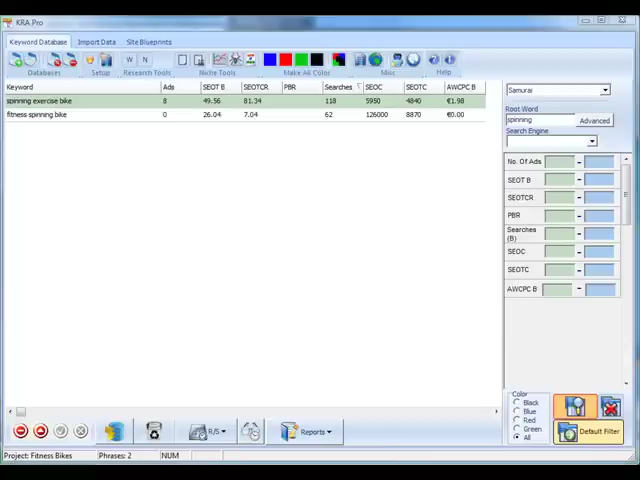 KRA Pro
Keyword Database Import Data Site Blueprints
W N
Databases Setup Research Tools Niche Tools Make All Color Misc Help
Keyword Ads SEOT B SEOTCR PBR Searches SEOC SEOTC AWCPC B
spinning exercise bike 8 49.56 81.34 118 5950 4840 €1.98
fitness spinning bike 0 26.04 7.04 62 126000 8870 €0.00
Samurai
Root Word
spinning Advanced
Search Engine
No. Of Ads -
SEOT B -
SEOTCR -
PBR -
Searches (B) -
SEOC -
SEOTC -
AWCPC B -
Color
Black
Blue
Red
Green
All
Default Filter
R/S Reports
Project: Fitness Bikes Phrases: 2 NUM